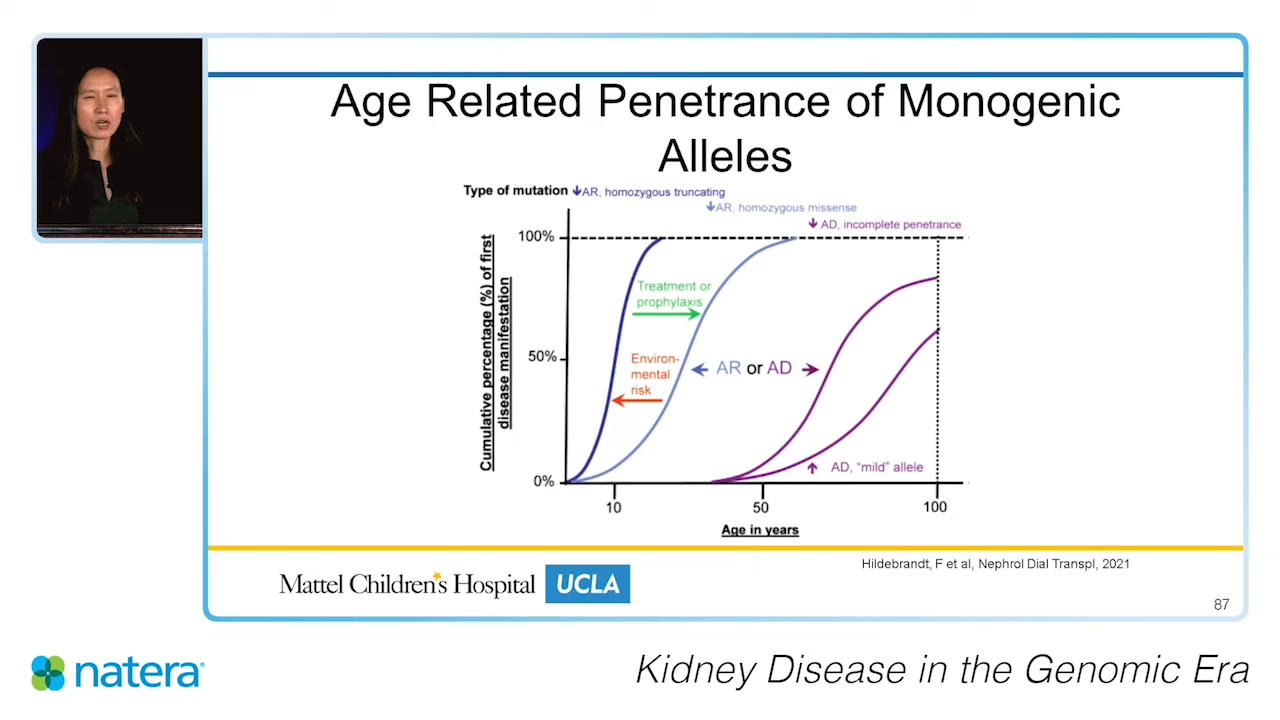 Age Related Penetrance of Monogenic
Alleles
Type of mutation ↓AR, homozygous truncating
↓AR, homozygous missense
↓ AD, incomplete penetrance
Cumulative percentage (%) of first
disease manifestation
100%
50%
0%
Treatment or
prophylaxis
Environ-
mental
risk
AR or AD
AD, “mild” allele
10
50
100
Age in years
Hildebrandt, F et al, Nephrol Dial Transpl, 2021
Mattel Children's Hospital
UCLA
87
natera
Kidney Disease in the Genomic Era